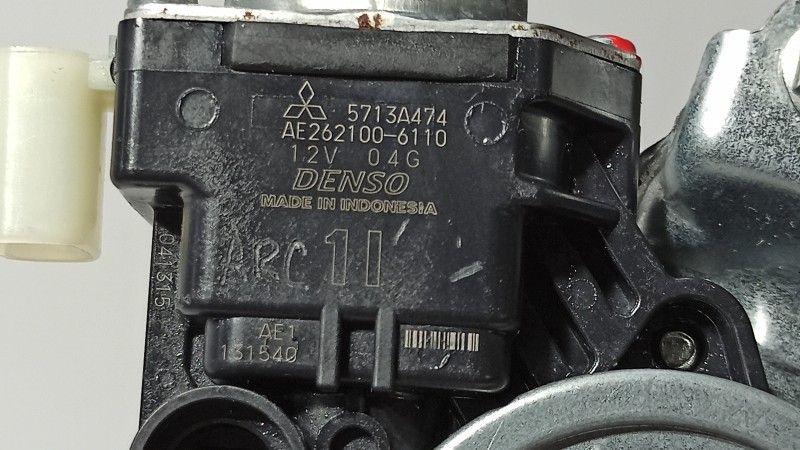 5713A474
AE262100-6110
12V 04G
DENSO
MADE IN INDONESIA
ARC 11
041315
AE1
131540